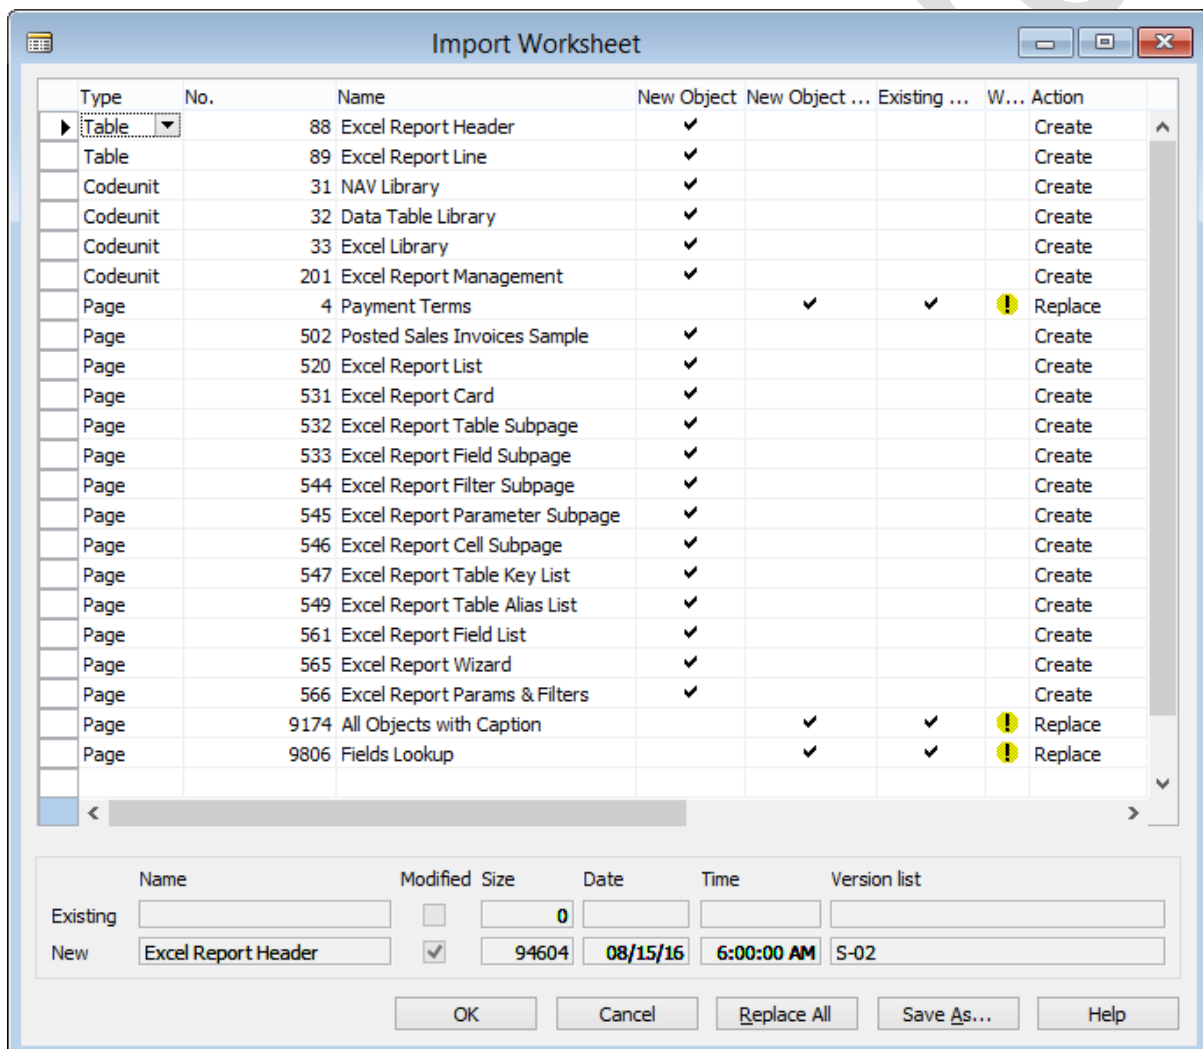 Import Worksheet
Type No. Name New Object New Object ... Existing ... W... Action
Table 88 Excel Report Header Create
Table 89 Excel Report Line Create
Codeunit 31 NAV Library Create
Codeunit 32 Data Table Library Create
Codeunit 33 Excel Library Create
Codeunit 201 Excel Report Management Create
Page 4 Payment Terms Replace
Page 502 Posted Sales Invoices Sample Create
Page 520 Excel Report List Create
Page 531 Excel Report Card Create
Page 532 Excel Report Table Subpage Create
Page 533 Excel Report Field Subpage Create
Page 544 Excel Report Filter Subpage Create
Page 545 Excel Report Parameter Subpage Create
Page 546 Excel Report Cell Subpage Create
Page 547 Excel Report Table Key List Create
Page 549 Excel Report Table Alias List Create
Page 561 Excel Report Field List Create
Page 565 Excel Report Wizard Create
Page 566 Excel Report Params & Filters Create
Page 9174 All Objects with Caption Replace
Page 9806 Fields Lookup Replace
Name Modified Size Date Time Version list
Existing 0
New Excel Report Header 94604 08/15/16 6:00:00 AM S-02
OK Cancel Replace All Save As... Help